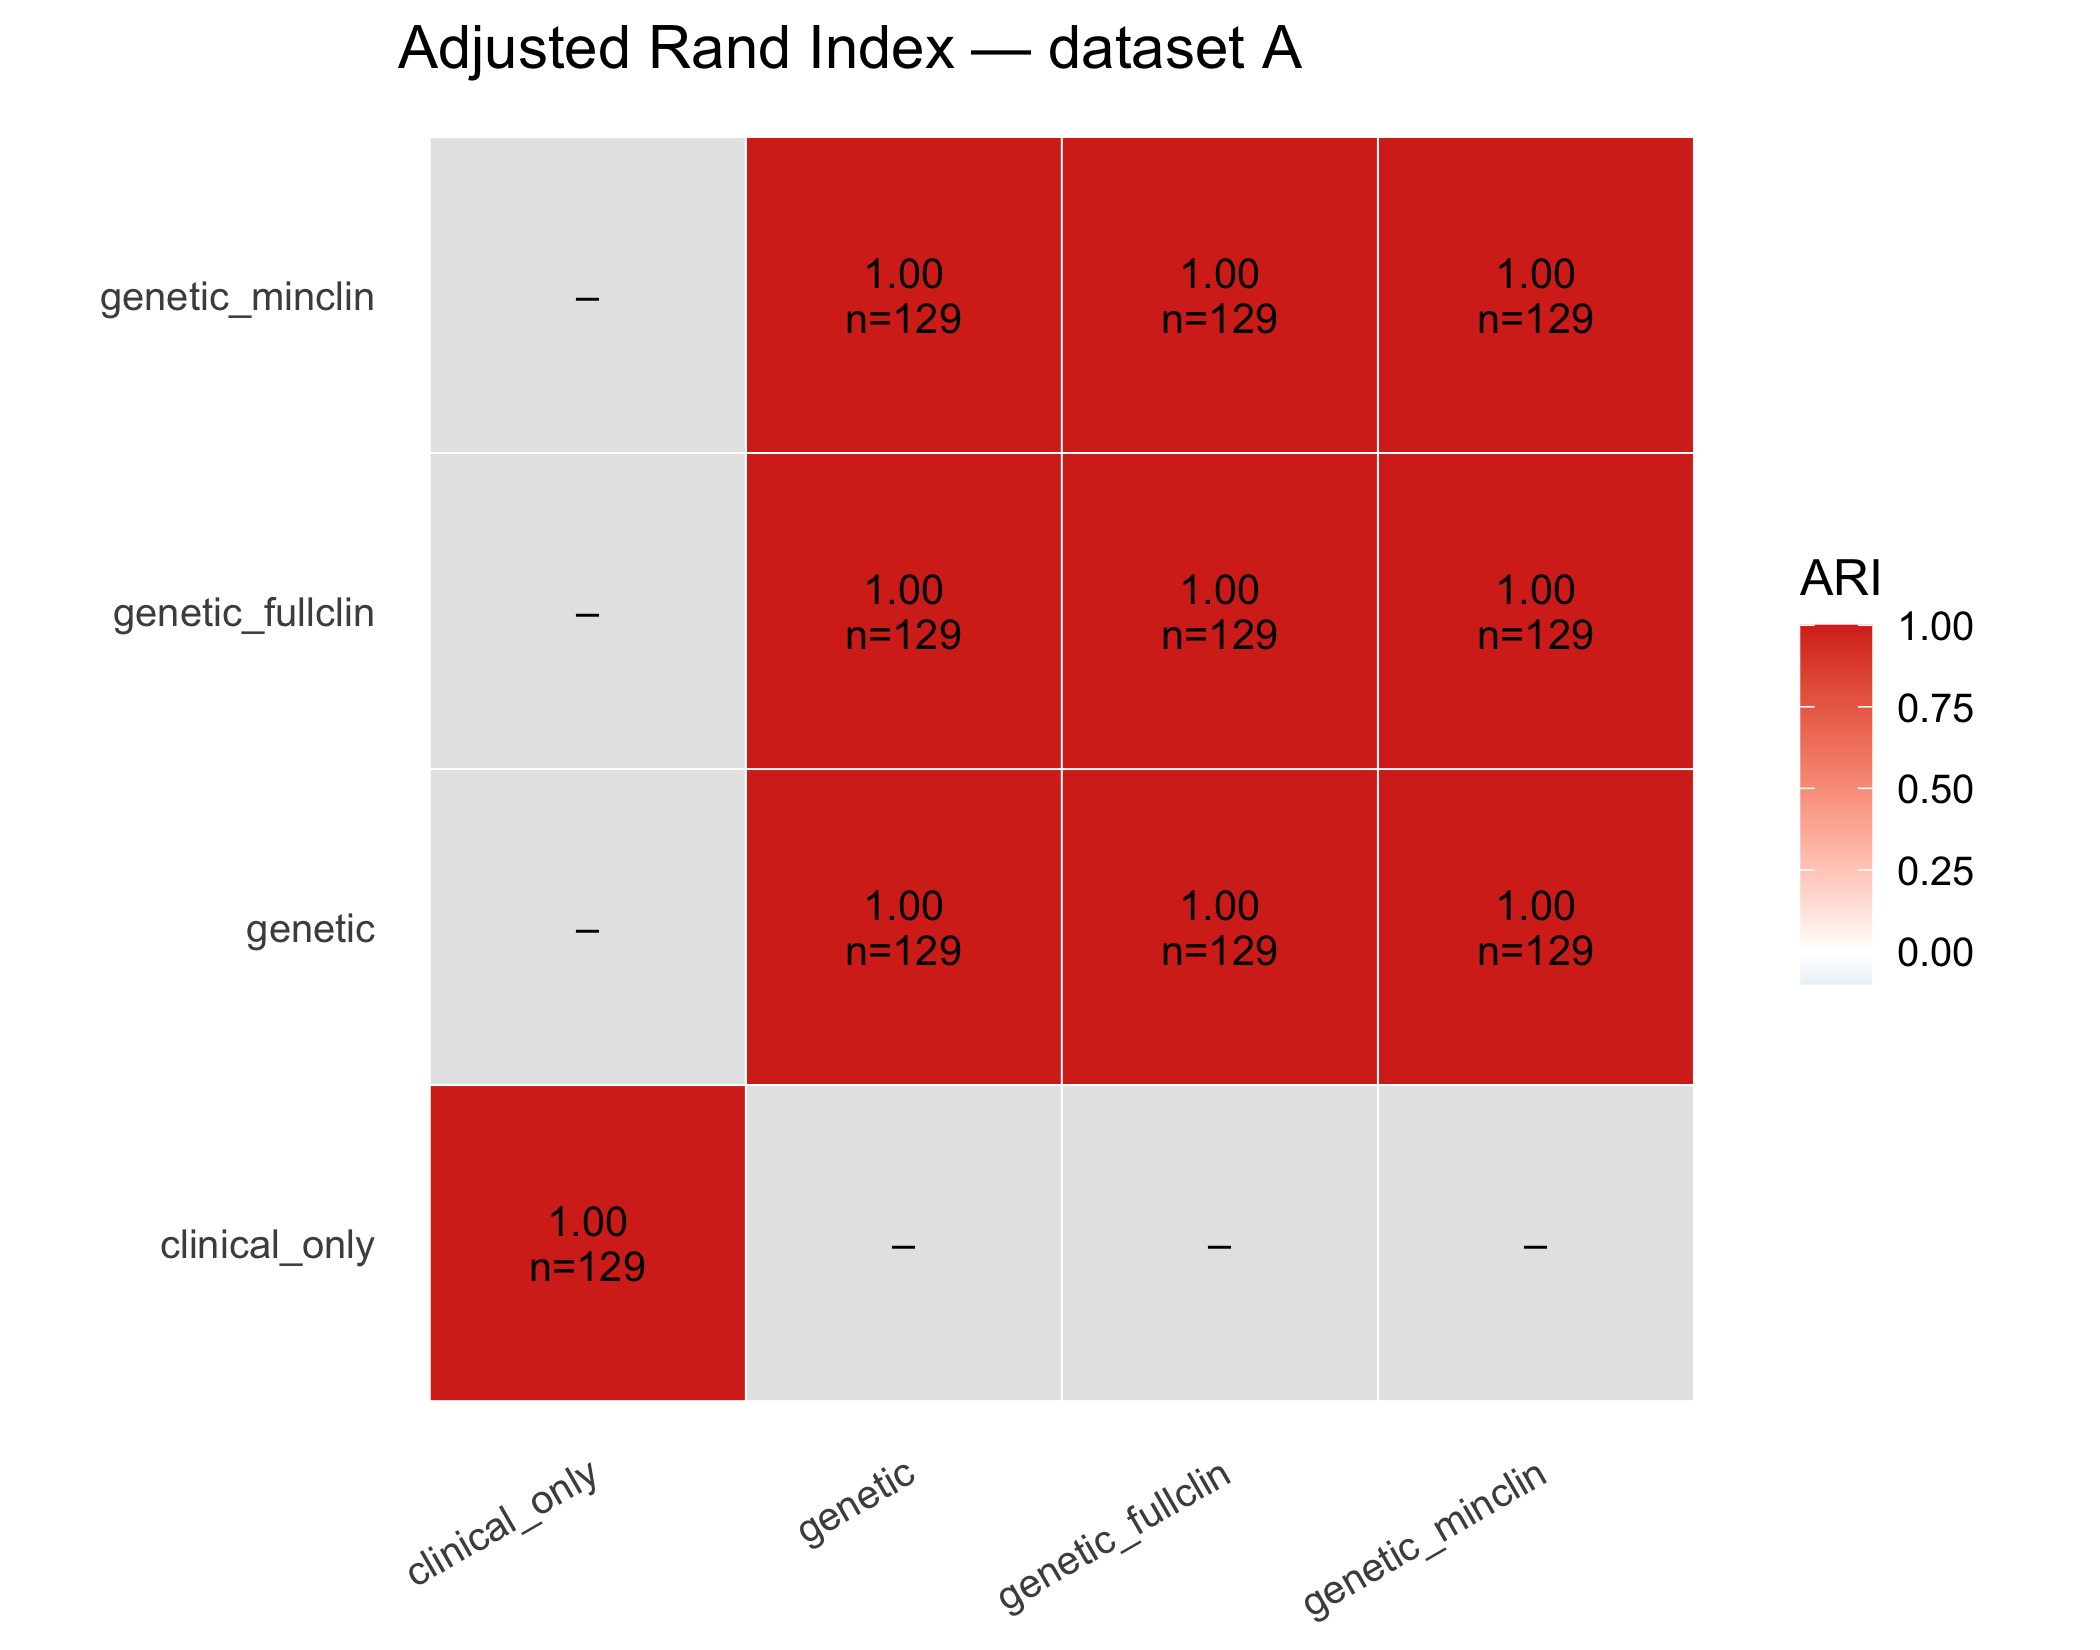 Adjusted Rand Index — dataset A
genetic_minclin
–
1.00
n=129
1.00
n=129
1.00
n=129
genetic_fullclin
–
1.00
n=129
1.00
n=129
1.00
n=129
genetic
–
1.00
n=129
1.00
n=129
1.00
n=129
clinical_only
1.00
n=129
–
–
–
clinical_only
genetic
genetic_fullclin
genetic_minclin
ARI
1.00
0.75
0.50
0.25
0.00